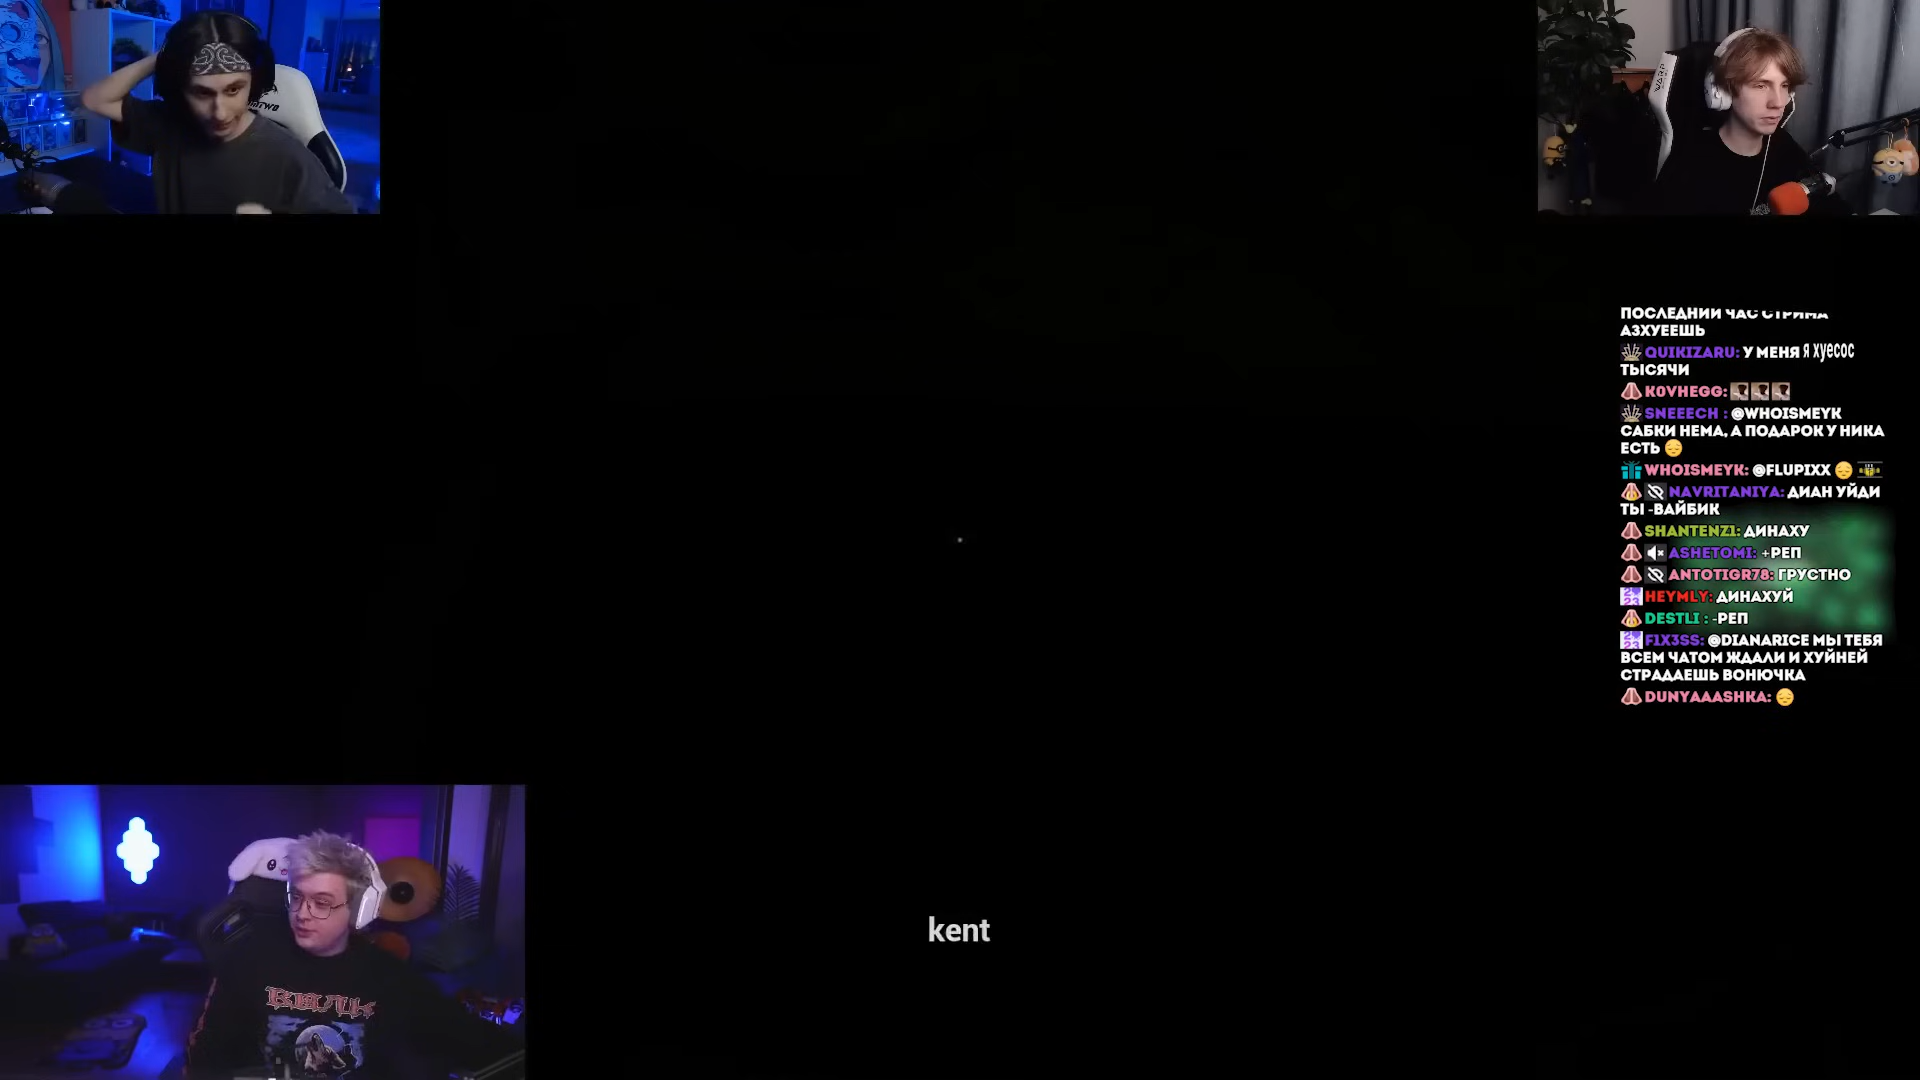 ПОСЛЕДНИЙ ЧАС СТРИМА
АЗХУЕЕШЬ
QUIKIZARU: У МЕНЯ Я хуесос
ТЫСЯЧИ
K0VHEGG:
SNEEECH : @WHOISMEYK
САБКИ НЕМА, А ПОДАРОК У НИКА
ЕСТЬ 😔
WHOISMEYK: @FLUPIXX 😔
NAVRITANIYA: ДИАН УЙДИ
ТЫ -ВАЙБИК
SHANTENZ1: ДИНАХУ
ASHETOMI: +РЕП
ANTOTIGR78: ГРУСТНО
HEYMLY: ДИНАХУЙ
DESTLI : -РЕП
F1X3SS: @DIANARICE МЫ ТЕБЯ
ВСЕМ ЧАТОМ ЖДАЛИ И ХУЙНЕЙ
СТРАДАЕШЬ ВОНЮЧКА
DUNYAAASHKA: 😔
kent